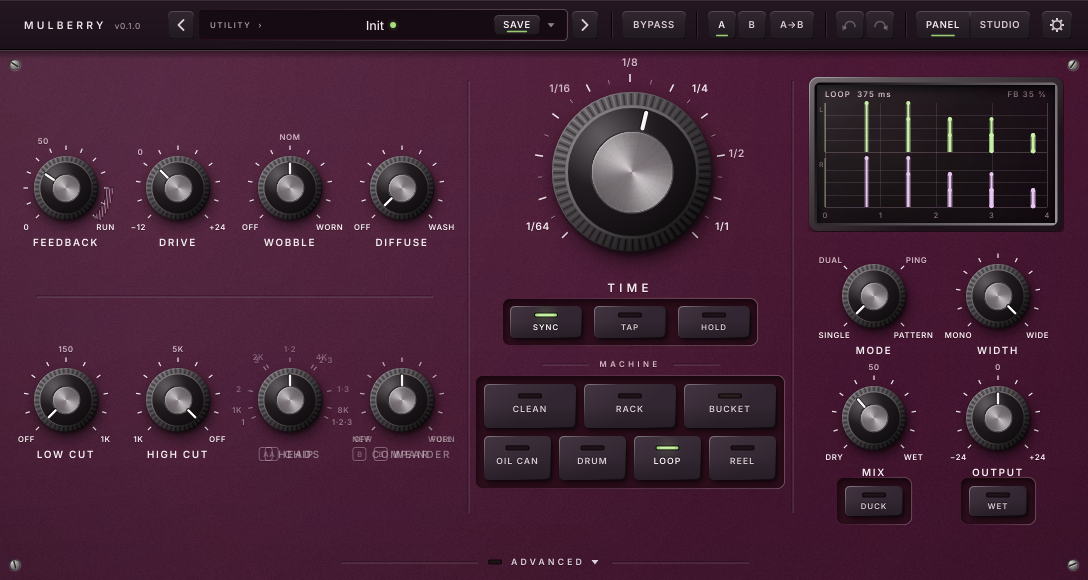 MULBERRY v0.1.0
UTILITY ›
Init
SAVE
BYPASS
A
B
A→B
PANEL
STUDIO
50
0
RUN
FEEDBACK
0
−12
+24
DRIVE
NOM
OFF
WORN
WOBBLE
OFF
WASH
DIFFUSE
150
OFF
1K
LOW CUT
5K
1K
OFF
HIGH CUT
1·2
2
1·3
1K
8K
1
1·2·3
1/8
1/16
1/4
1/2
1/64
1/1
TIME
SYNC
TAP
HOLD
MACHINE
CLEAN
RACK
BUCKET
OIL CAN
DRUM
LOOP
REEL
LOOP 375 ms
FB 35 %
L
R
0 1 2 3 4
DUAL
PING
SINGLE
PATTERN
MODE
MONO
WIDE
WIDTH
50
DRY
WET
MIX
0
−24
+24
OUTPUT
DUCK
WET
ADVANCED